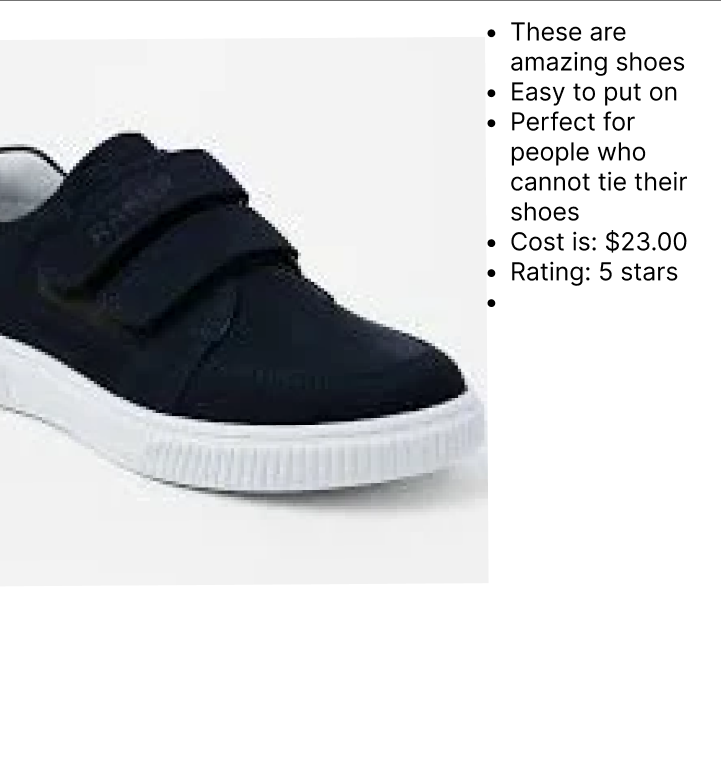 • These are
amazing shoes
• Easy to put on
• Perfect for
people who
cannot tie their
shoes
• Cost is: $23.00
• Rating: 5 stars
•